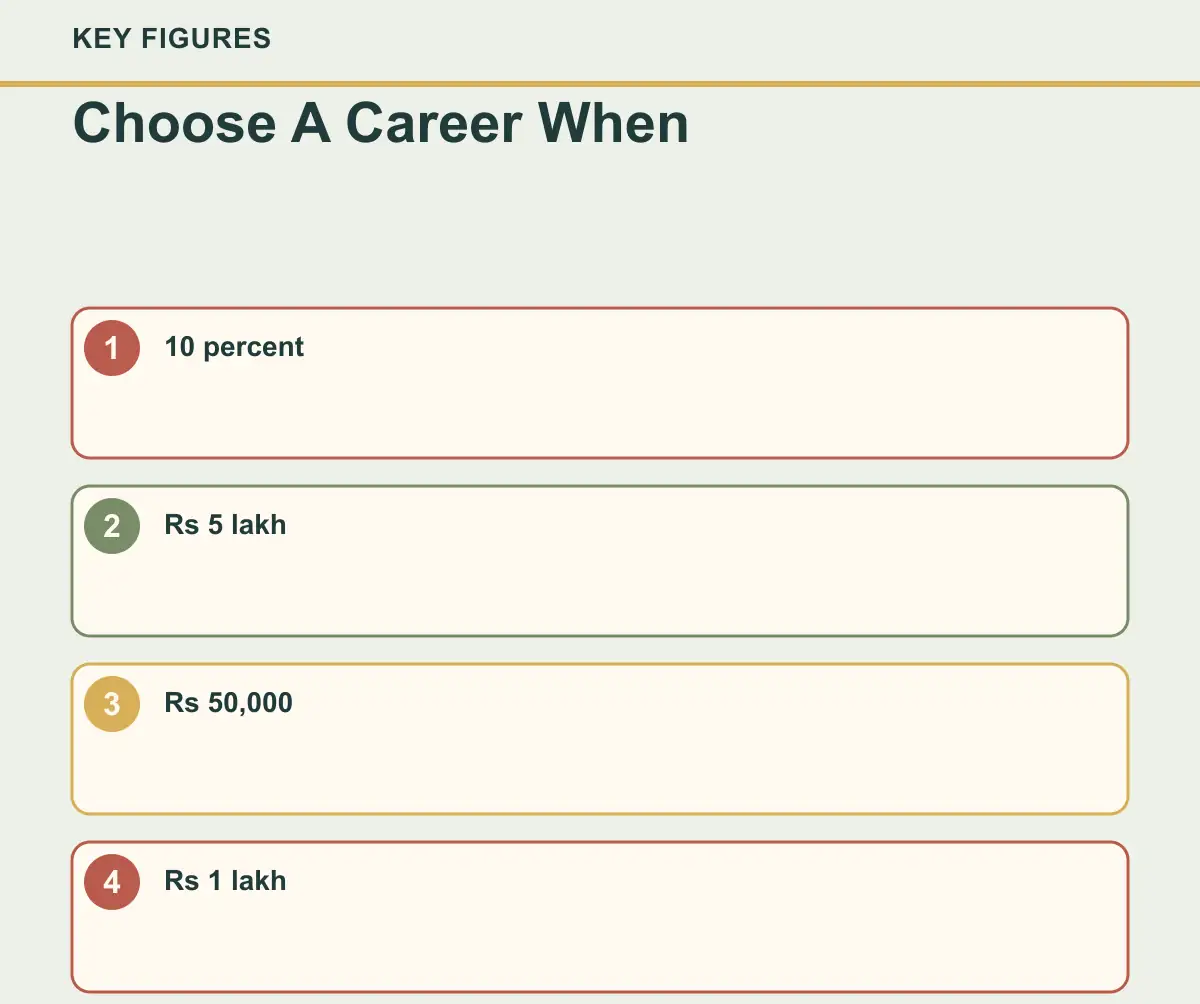 KEY FIGURES
Choose A Career When
1
10 percent
2
Rs 5 lakh
3
Rs 50,000
4
Rs 1 lakh